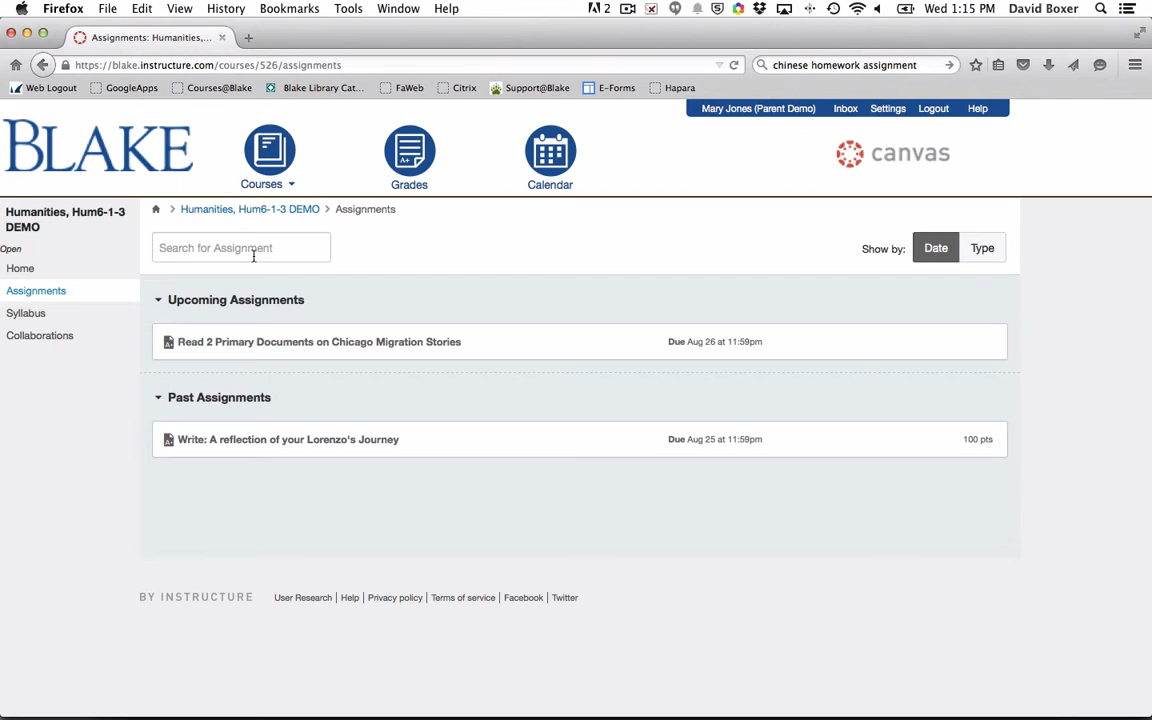 Firefox File Edit View History Bookmarks Tools Window Help 2 Wed 1:15 PM David Boxer
Assignments: Humanities,...
https://blake.instructure.com/courses/526/assignments chinese homework assignment
Web Logout GoogleApps Courses@Blake Blake Library Cat... FaWeb Citrix Support@Blake E-Forms Hapara
Mary Jones (Parent Demo) Inbox Settings Logout Help
BLAKE Courses Grades Calendar canvas
Humanities, Hum6-1-3 DEMO
Open
Home
Assignments
Syllabus
Collaborations
Humanities, Hum6-1-3 DEMO > Assignments
Search for Assignment Show by: Date Type
Upcoming Assignments
Read 2 Primary Documents on Chicago Migration Stories Due Aug 26 at 11:59pm
Past Assignments
Write: A reflection of your Lorenzo's Journey Due Aug 25 at 11:59pm 100 pts
BY INSTRUCTURE User Research | Help | Privacy policy | Terms of service | Facebook | Twitter